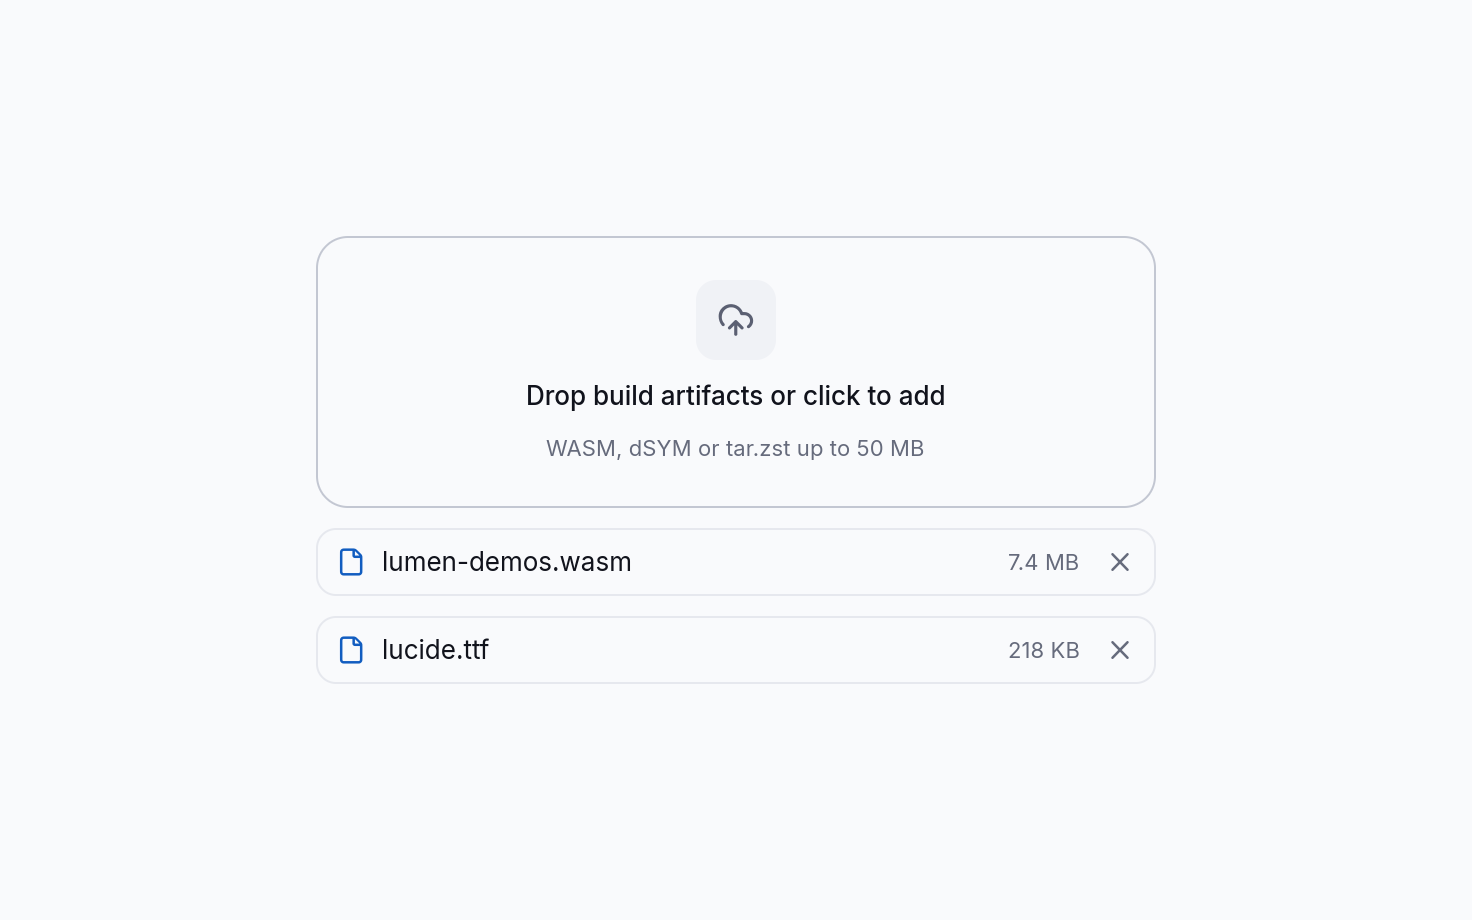 Drop build artifacts or click to add
WASM, dSYM or tar.zst up to 50 MB
lumen-demos.wasm 7.4 MB
lucide.ttf 218 KB